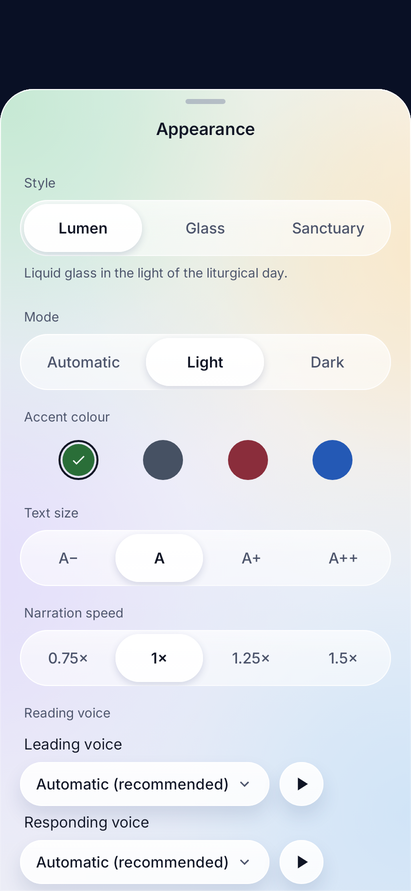 Appearance
Style
Lumen Glass Sanctuary
Liquid glass in the light of the liturgical day.
Mode
Automatic Light Dark
Accent colour
Text size
A− A A+ A++
Narration speed
0.75× 1× 1.25× 1.5×
Reading voice
Leading voice
Automatic (recommended)
Responding voice
Automatic (recommended)